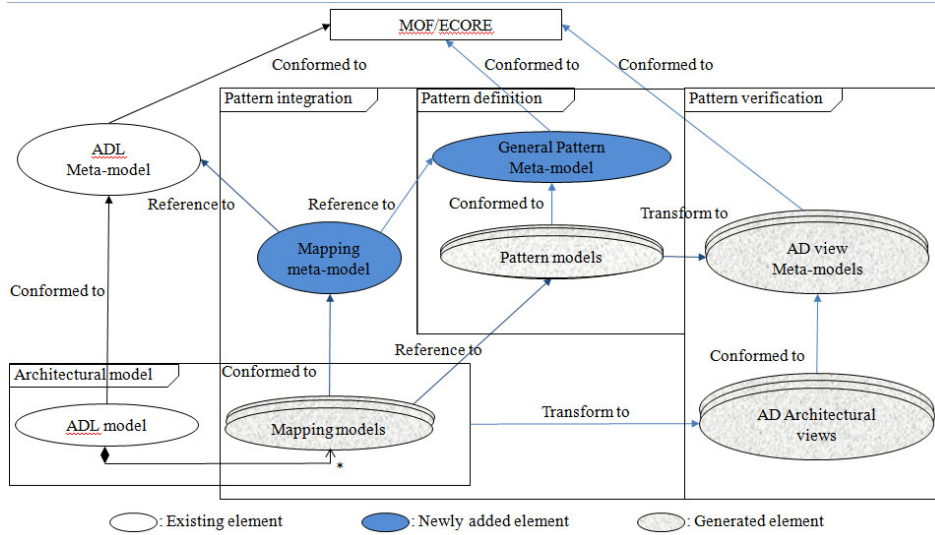 MOF/ECORE
Conformed to
Conformed to
Conformed to
Pattern integration
Pattern definition
Pattern verification
ADL
Meta-model
General Pattern
Meta-model
Reference to
Reference to
Conformed to
Transform to
Mapping
meta-model
Pattern models
AD view
Meta-models
Conformed to
Reference to
Conformed to
Architectural model
Conformed to
ADL model
Mapping models
Transform to
AD Architectural
views
*
: Existing element
: Newly added element
: Generated element